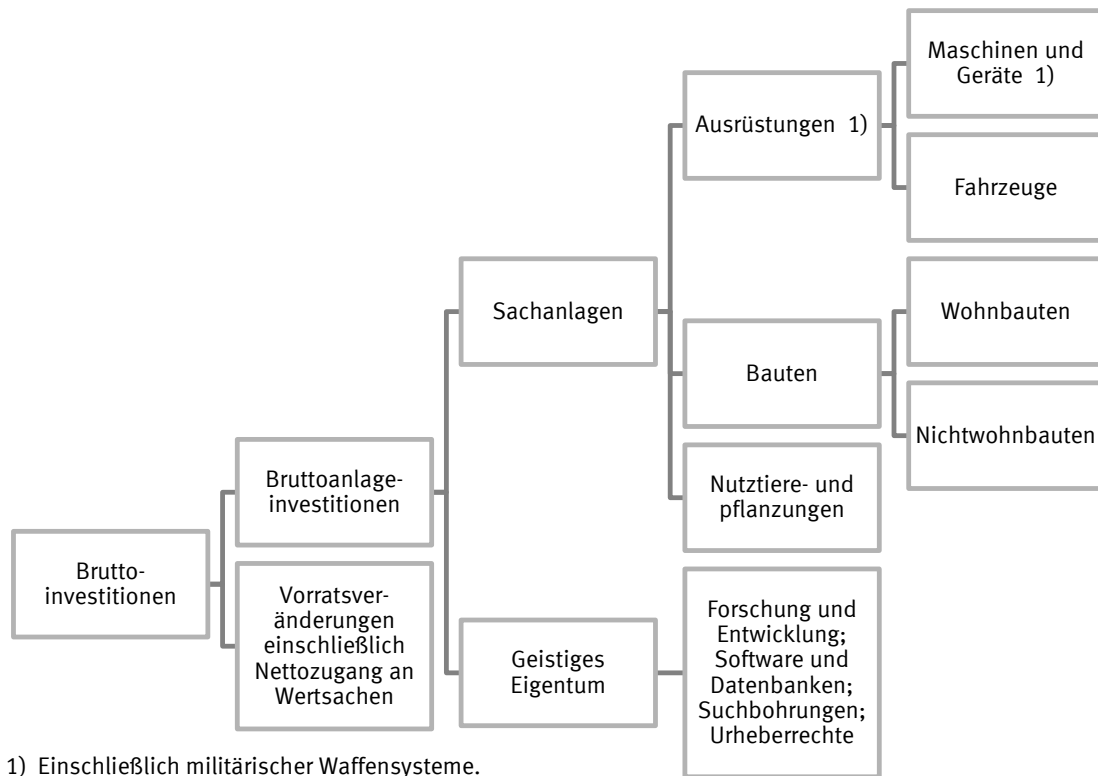 Maschinen und
Geräte 1)
Ausrüstungen 1)
Fahrzeuge
Sachanlagen
Wohnbauten
Bauten
Nichtwohnbauten
Bruttoanlage-
investitionen
Nutztiere- und
pflanzungen
Brutto-
investitionen
Vorratsver-
änderungen
einschließlich
Nettozugang an
Wertsachen
Geistiges
Eigentum
Forschung und
Entwicklung;
Software und
Datenbanken;
Suchbohrungen;
Urheberrechte
1) Einschließlich militärischer Waffensysteme.